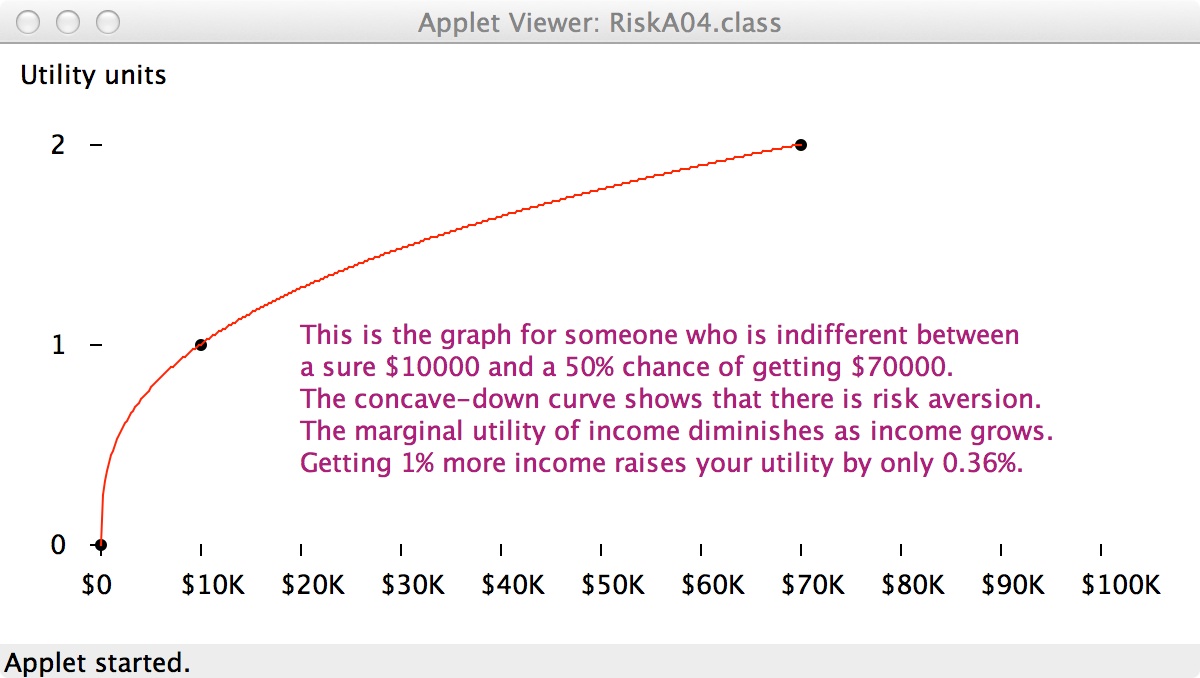 Applet Viewer: RiskA04.class
Utility units
2
1
This is the graph for someone who is indifferent between
a sure $10000 and a 50% chance of getting $70000.
The concave-down curve shows that there is risk aversion.
The marginal utility of income diminishes as income grows.
Getting 1% more income raises your utility by only 0.36%.
0
$0 $10K $20K $30K $40K $50K $60K $70K $80K $90K $100K
Applet started.